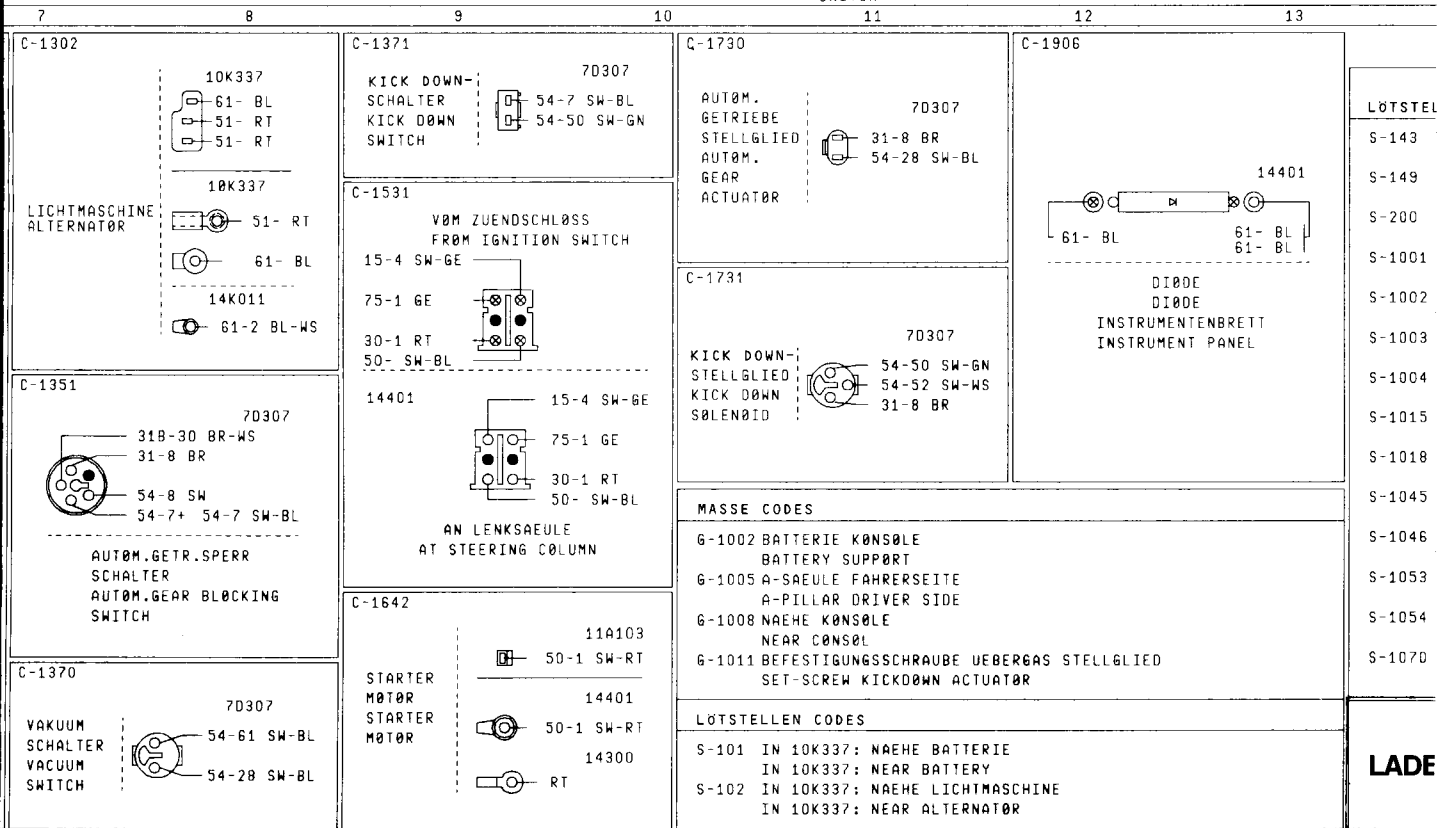 7 8 9 10 11 12 13
C-1302
10K337
61- BL
51- RT
51- RT
10K337
LICHTMASCHINE
ALTERNATØR
51- RT
61- BL
14K011
61-2 BL-WS
C-1351
7D307
31B-30 BR-WS
31-8 BR
54-8 SW
54-7+ 54-7 SW-BL
AUTØM.GETR.SPERR
SCHALTER
AUTØM.GEAR BLØCKING
SWITCH
C-1370
7D307
VAKUUM
SCHALTER
VACUUM
SWITCH
54-61 SW-BL
54-28 SW-BL
C-1371
7D307
KICK DOWN-
SCHALTER
KICK DØWN
SWITCH
54-7 SW-BL
54-50 SW-GN
C-1531
VØM ZUENDSCHLØSS
FRØM IGNITIØN SWITCH
15-4 SW-GE
75-1 GE
30-1 RT
50- SW-BL
14401
15-4 SW-GE
75-1 GE
30-1 RT
50- SW-BL
AN LENKSAEULE
AT STEERING CØLUMN
C-1642
11A103
50-1 SW-RT
STARTER
MØTØR
STARTER
MØTØR
14401
50-1 SW-RT
14300
RT
C-1730
AUTØM.
GETRIEBE
STELLGLIED
AUTØM.
GEAR
ACTUATØR
7D307
31-8 BR
54-28 SW-BL
C-1731
7D307
KICK DØWN-
STELLGLIED
KICK DØWN
SØLENØID
54-50 SW-GN
54-52 SW-WS
31-8 BR
C-1906
14401
61- BL
61- BL
61- BL
DIØDE
DIØDE
INSTRUMENTENBRETT
INSTRUMENT PANEL
MASSE CODES
G-1002 BATTERIE KØNSØLE
BATTERY SUPPØRT
G-1005 A-SAEULE FAHRERSEITE
A-PILLAR DRIVER SIDE
G-1008 NAEHE KØNSØLE
NEAR CØNSØL
G-1011 BEFESTIGUNGSSCHRAUBE UEBERGAS STELLGLIED
SET-SCREW KICKDØWN ACTUATØR
LÖTSTELLEN CODES
S-101 IN 10K337: NAEHE BATTERIE
IN 10K337: NEAR BATTERY
S-102 IN 10K337: NAEHE LICHTMASCHINE
IN 10K337: NEAR ALTERNATØR
LÖTSTEL
S-143
S-149
S-200
S-1001
S-1002
S-1003
S-1004
S-1015
S-1018
S-1045
S-1046
S-1053
S-1054
S-1070
LADE